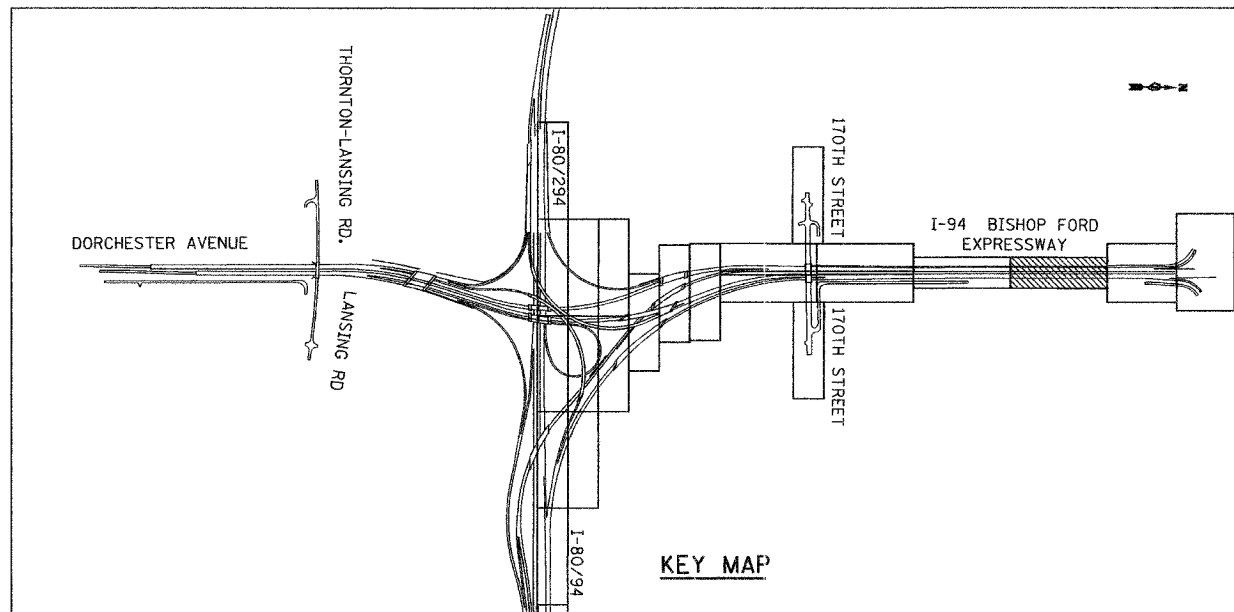 THORNTON-LANSING RD.
I-80/294
170TH STREET
N
I-94 BISHOP FORD
EXPRESSWAY
DORCHESTER AVENUE
LANSING RD
170TH STREET
I-80/94
KEY MAP